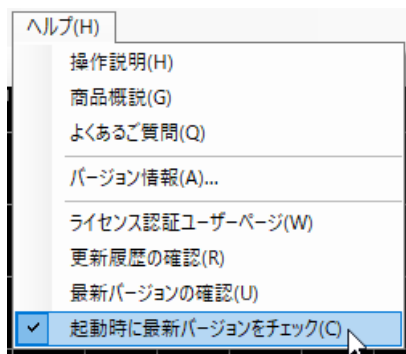 ヘルプ(H)
操作説明(H)
商品概説(G)
よくあるご質問(Q)
バージョン情報(A)...
ライセンス認証ユーザーページ(W)
更新履歴の確認(R)
最新バージョンの確認(U)
起動時に最新バージョンをチェック(C)